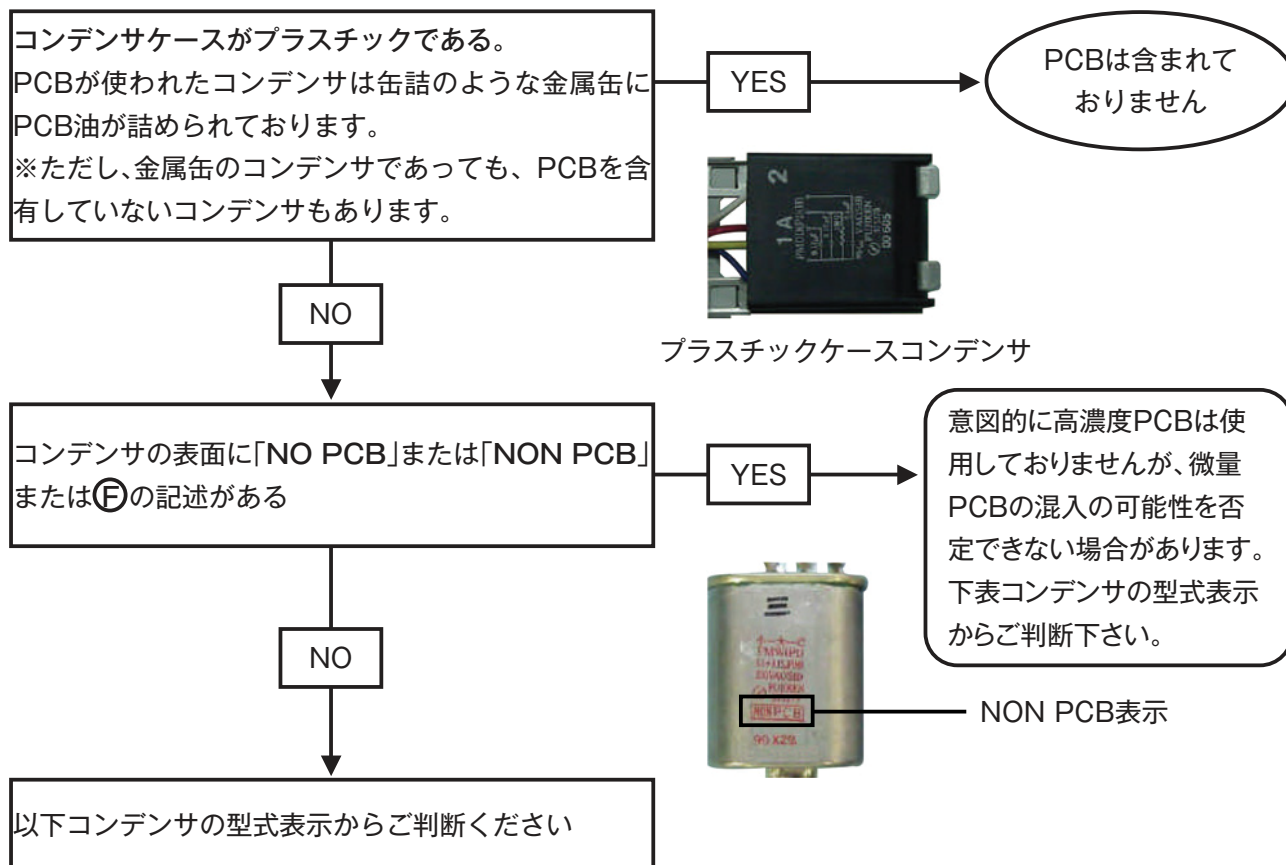 コンデンサケースがプラスチックである。
PCBが使われたコンデンサは缶詰のような金属缶に
PCB油が詰められております。
※ただし、金属缶のコンデンサであっても、PCBを含
有していないコンデンサもあります。
YES
PCBは含まれて
おりません
1A
2
プラスチックケースコンデンサ
NO
コンデンサの表面に「NO PCB」または「NON PCB」
またはⒻの記述がある
YES
意図的に高濃度PCBは使
用しておりませんが、微量
PCBの混入の可能性を否
定できない場合があります。
下表コンデンサの型式表示
からご判断下さい。
NON PCB
NON PCB表示
NO
以下コンデンサの型式表示からご判断ください